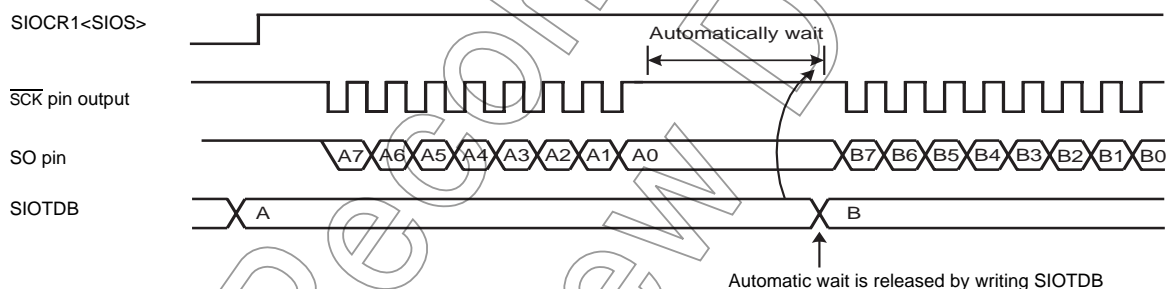 SIOCR1<SIOS>
Automatically wait
SCK pin output
SO pin
A7 A6 A5 A4 A3 A2 A1 A0 B7 B6 B5 B4 B3 B2 B1 B0
SIOTDB
A B
Automatic wait is released by writing SIOTDB